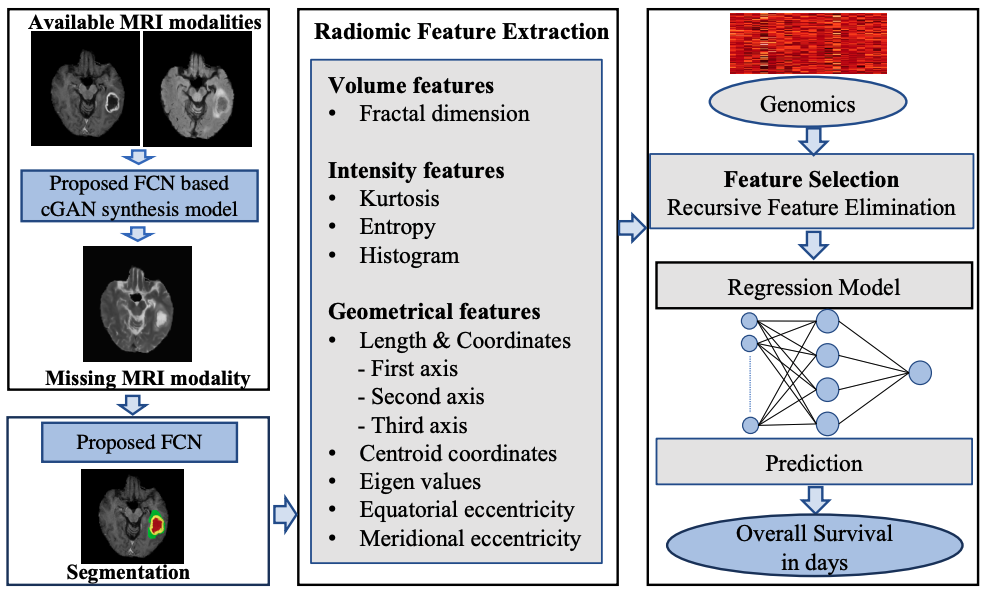 Available MRI modalities
Proposed FCN based
cGAN synthesis model
Missing MRI modality
Proposed FCN
Segmentation
Radiomic Feature Extraction
Volume features
• Fractal dimension
Intensity features
• Kurtosis
• Entropy
• Histogram
Geometrical features
• Length & Coordinates
- First axis
- Second axis
- Third axis
• Centroid coordinates
• Eigen values
• Equatorial eccentricity
• Meridional eccentricity
Genomics
Feature Selection
Recursive Feature Elimination
Regression Model
Prediction
Overall Survival
in days